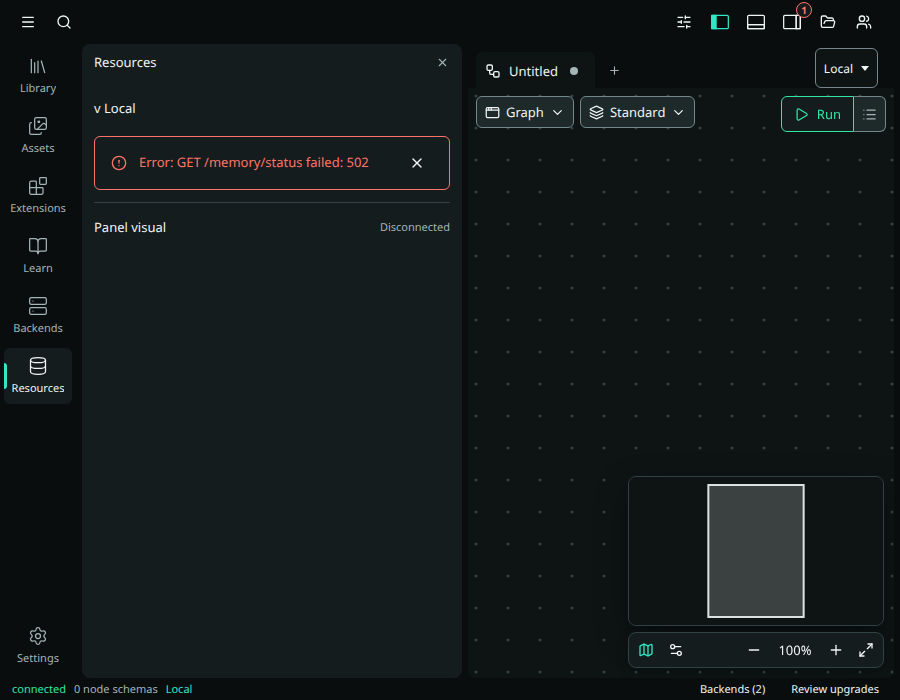 1
Library
Assets
Extensions
Learn
Backends
Resources
Settings
Resources
v Local
Error: GET /memory/status failed: 502
Panel visual
Disconnected
Untitled
Local
Graph
Standard
Run
100%
connected
0 node schemas
Local
Backends (2)
Review upgrades